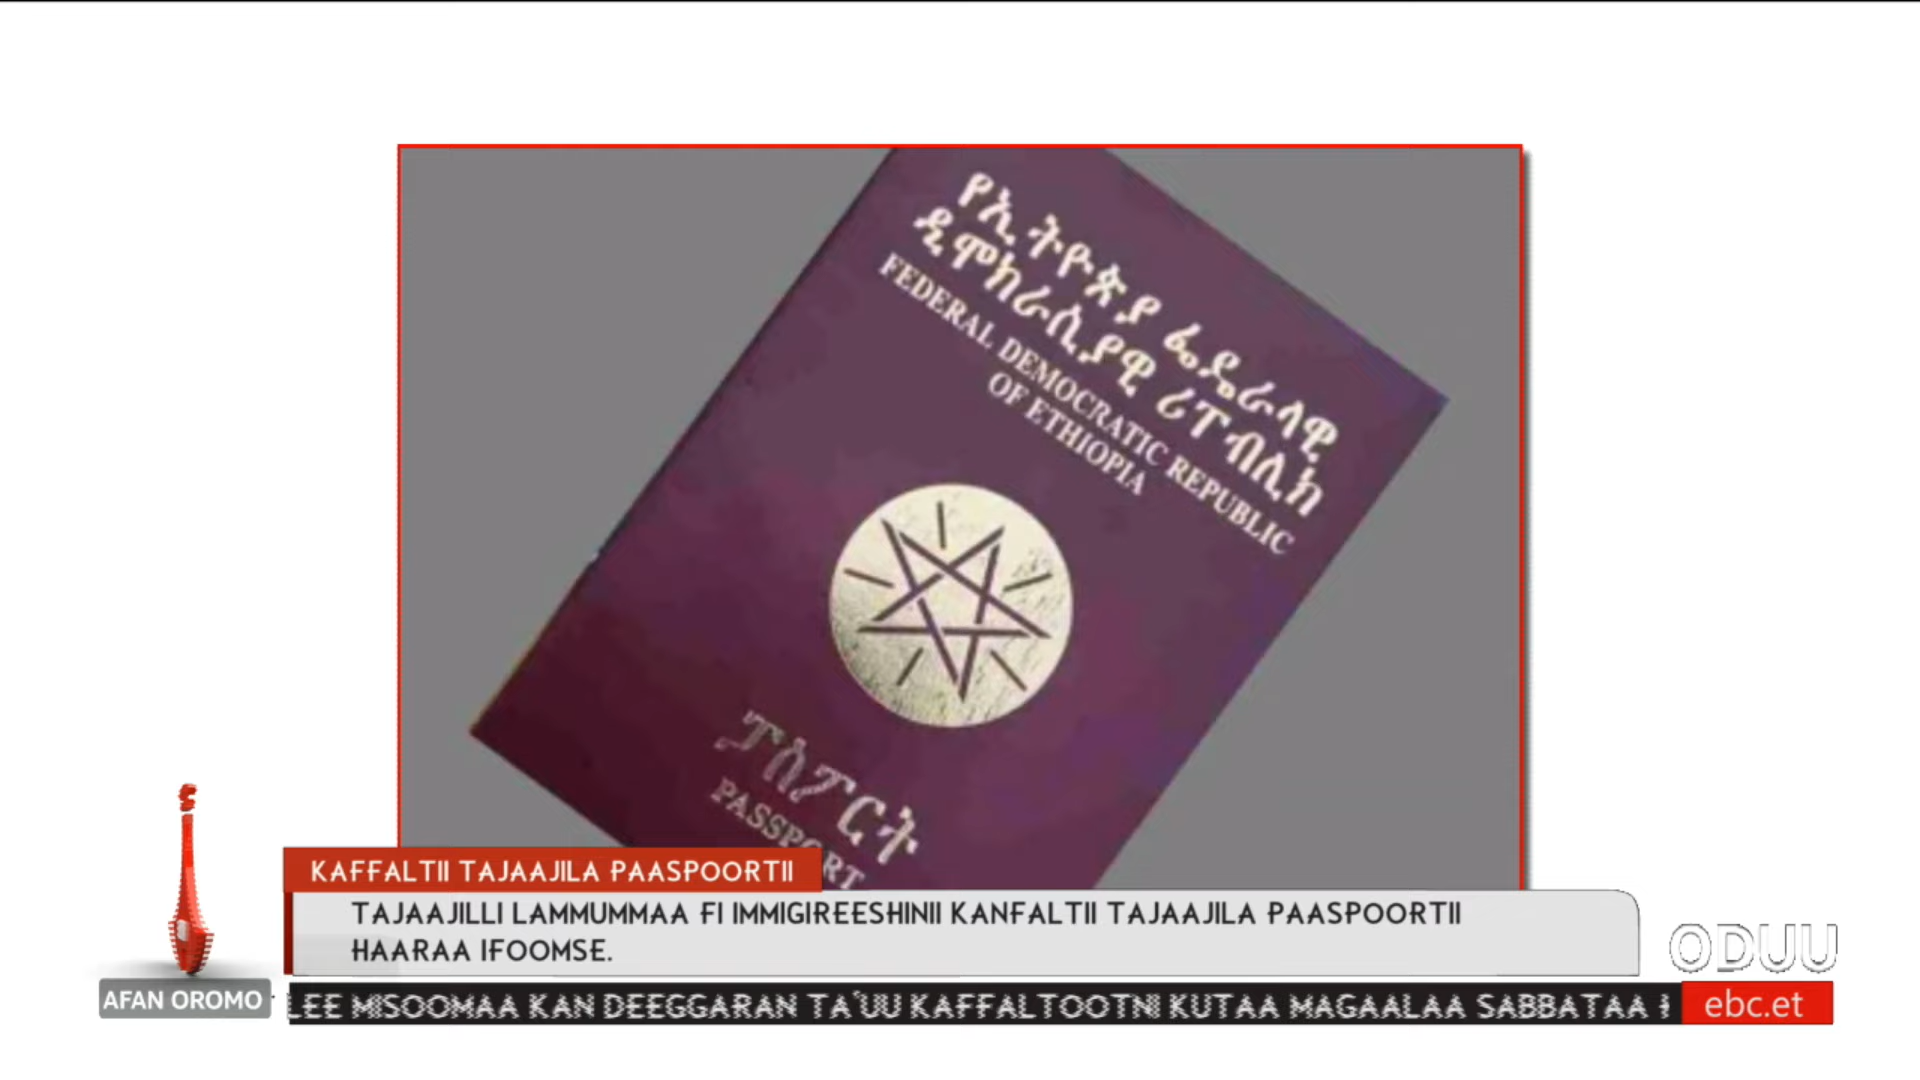 የኢትዮጵያ ፌዴራላዊ
ዲሞክራሲያዊ ሪፐብሊክ
FEDERAL DEMOCRATIC REPUBLIC
OF ETHIOPIA
ፓስፖርት
PASSPORT
KAFFALTII TAJAAJILA PAASPOORTII
TAJAAJILLI LAMMUMMAA FI IMMIGIREESHINII KANFALTII TAJAAJILA PAASPOORTII
HAARAA IFOOMSE.
ODUU
AFAN OROMO
LEE MISOOMAA KAN DEEGGARAN TA'UU KAFFALTOOTNI KUTAA MAGAALAA SABBATAA
ebc.et